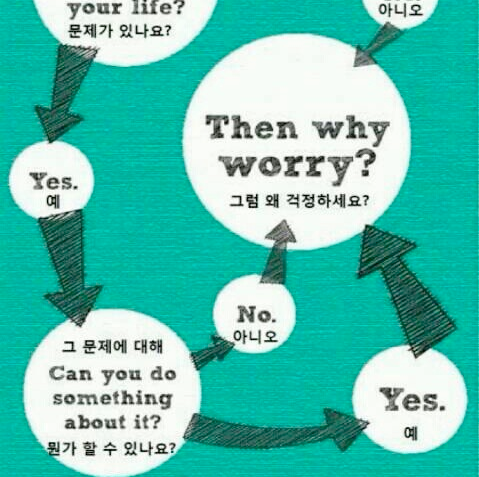 your life?
문제가 있나요?
아니오
Then why
worry?
그럼 왜 걱정하세요?
Yes.
예
No.
아니오
그 문제에 대해
Can you do
something
about it?
뭔가 할 수 있나요?
Yes.
예